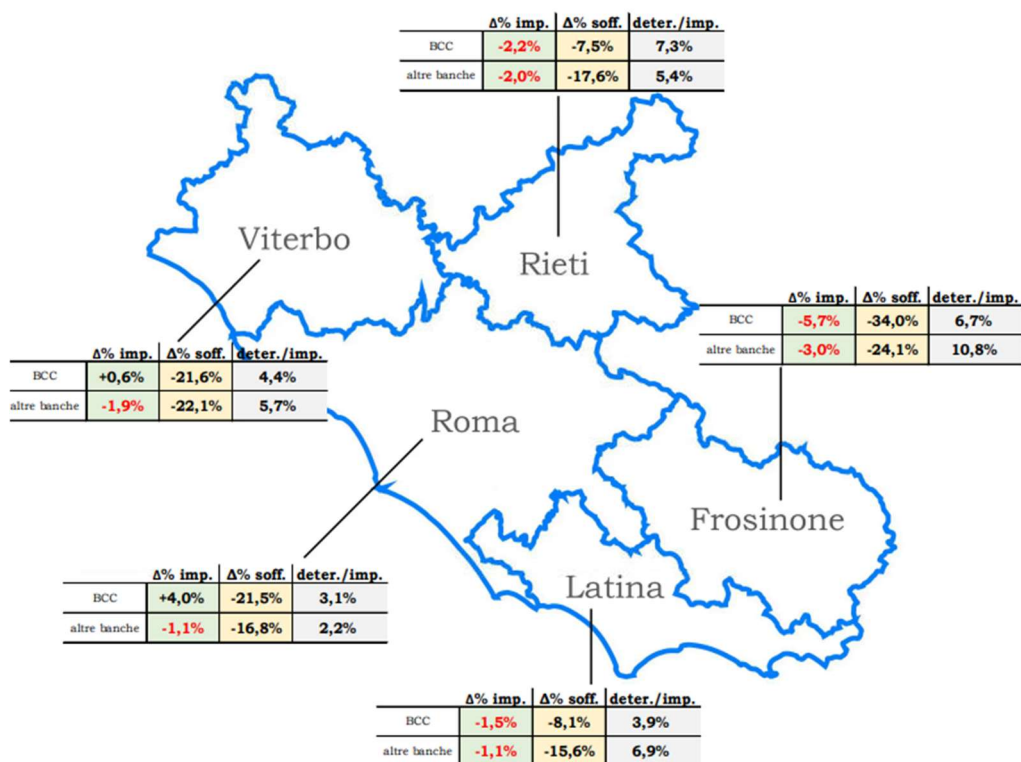 Δ% imp. Δ% soff. deter./imp.
BCC -2,2% -7,5% 7,3%
altre banche -2,0% -17,6% 5,4%
Viterbo
Rieti
Δ% imp. Δ% soff. deter./imp.
BCC -5,7% -34,0% 6,7%
altre banche -3,0% -24,1% 10,8%
Δ% imp. Δ% soff. deter./imp.
BCC +0,6% -21,6% 4,4%
altre banche -1,9% -22,1% 5,7%
Roma
Frosinone
Δ% imp. Δ% soff. deter./imp.
BCC +4,0% -21,5% 3,1%
altre banche -1,1% -16,8% 2,2%
Latina
Δ% imp. Δ% soff. deter./imp.
BCC -1,5% -8,1% 3,9%
altre banche -1,1% -15,6% 6,9%